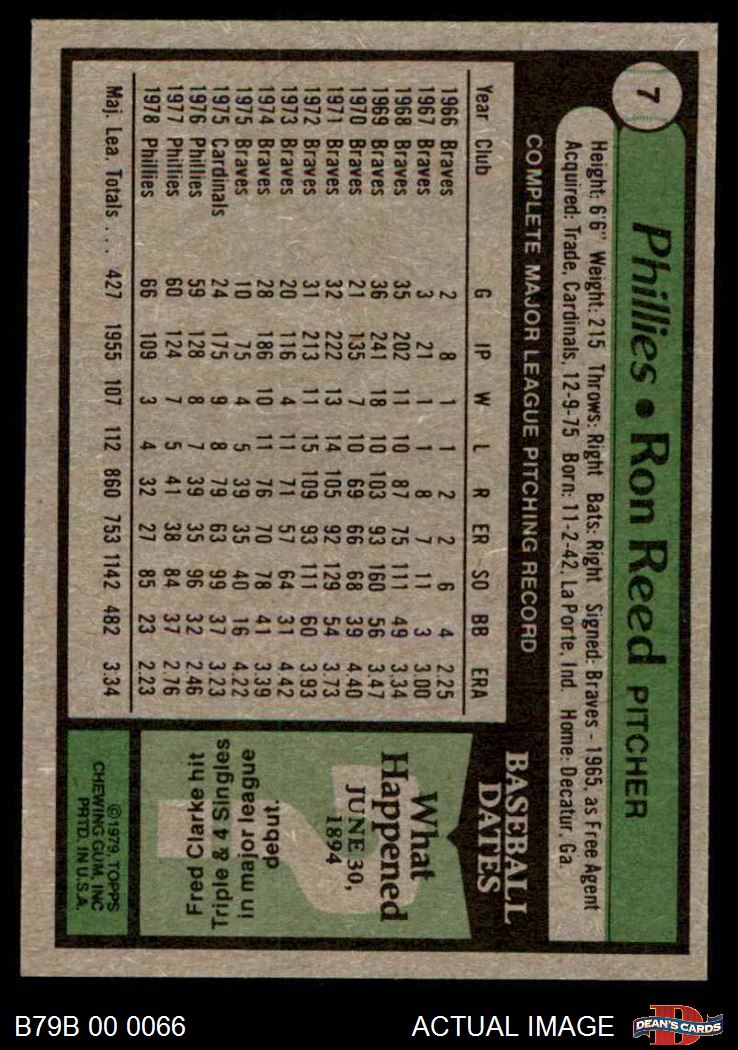 7
Phillies • Ron Reed PITCHER
Height: 6'6" Weight: 215 Throws: Right Bats: Right Signed: Braves - 1965, as Free Agent
Acquired: Trade, Cardinals, 12-9-75 Born: 11-2-42, La Porte, Ind. Home: Decatur, Ga.
COMPLETE MAJOR LEAGUE PITCHING RECORD
Year Club G IP W L R ER SO BB ERA
1966 Braves 2 8 1 1 2 2 6 4 2.25
1967 Braves 3 21 1 1 8 7 11 3 3.00
1968 Braves 35 202 11 10 87 75 111 49 3.34
1969 Braves 36 241 18 10 103 93 160 56 3.47
1970 Braves 21 135 7 10 69 66 68 39 4.40
1971 Braves 32 222 13 14 105 92 129 54 3.73
1972 Braves 31 213 11 15 109 93 111 60 3.93
1973 Braves 20 116 4 11 71 57 64 31 4.42
1974 Braves 28 186 10 11 76 70 78 41 3.39
1975 Braves 10 75 4 5 39 35 40 16 4.22
1975 Cardinals 24 175 9 8 79 63 99 37 3.23
1976 Phillies 59 128 8 7 39 35 96 32 2.46
1977 Phillies 60 124 7 5 41 38 84 37 2.76
1978 Phillies 66 109 3 4 32 27 85 23 2.23
Maj. Lea. Totals . . . 427 1955 107 112 860 753 1142 482 3.34
BASEBALL
DATES
What
Happened
JUNE 30,
1894
Fred Clarke hit
Triple & 4 Singles
in major league
debut.
©1979, TOPPS
CHEWING GUM, INC
PRTD. IN U.S.A.
B79B 00 0066 ACTUAL IMAGE
D
DEAN'S CARDS